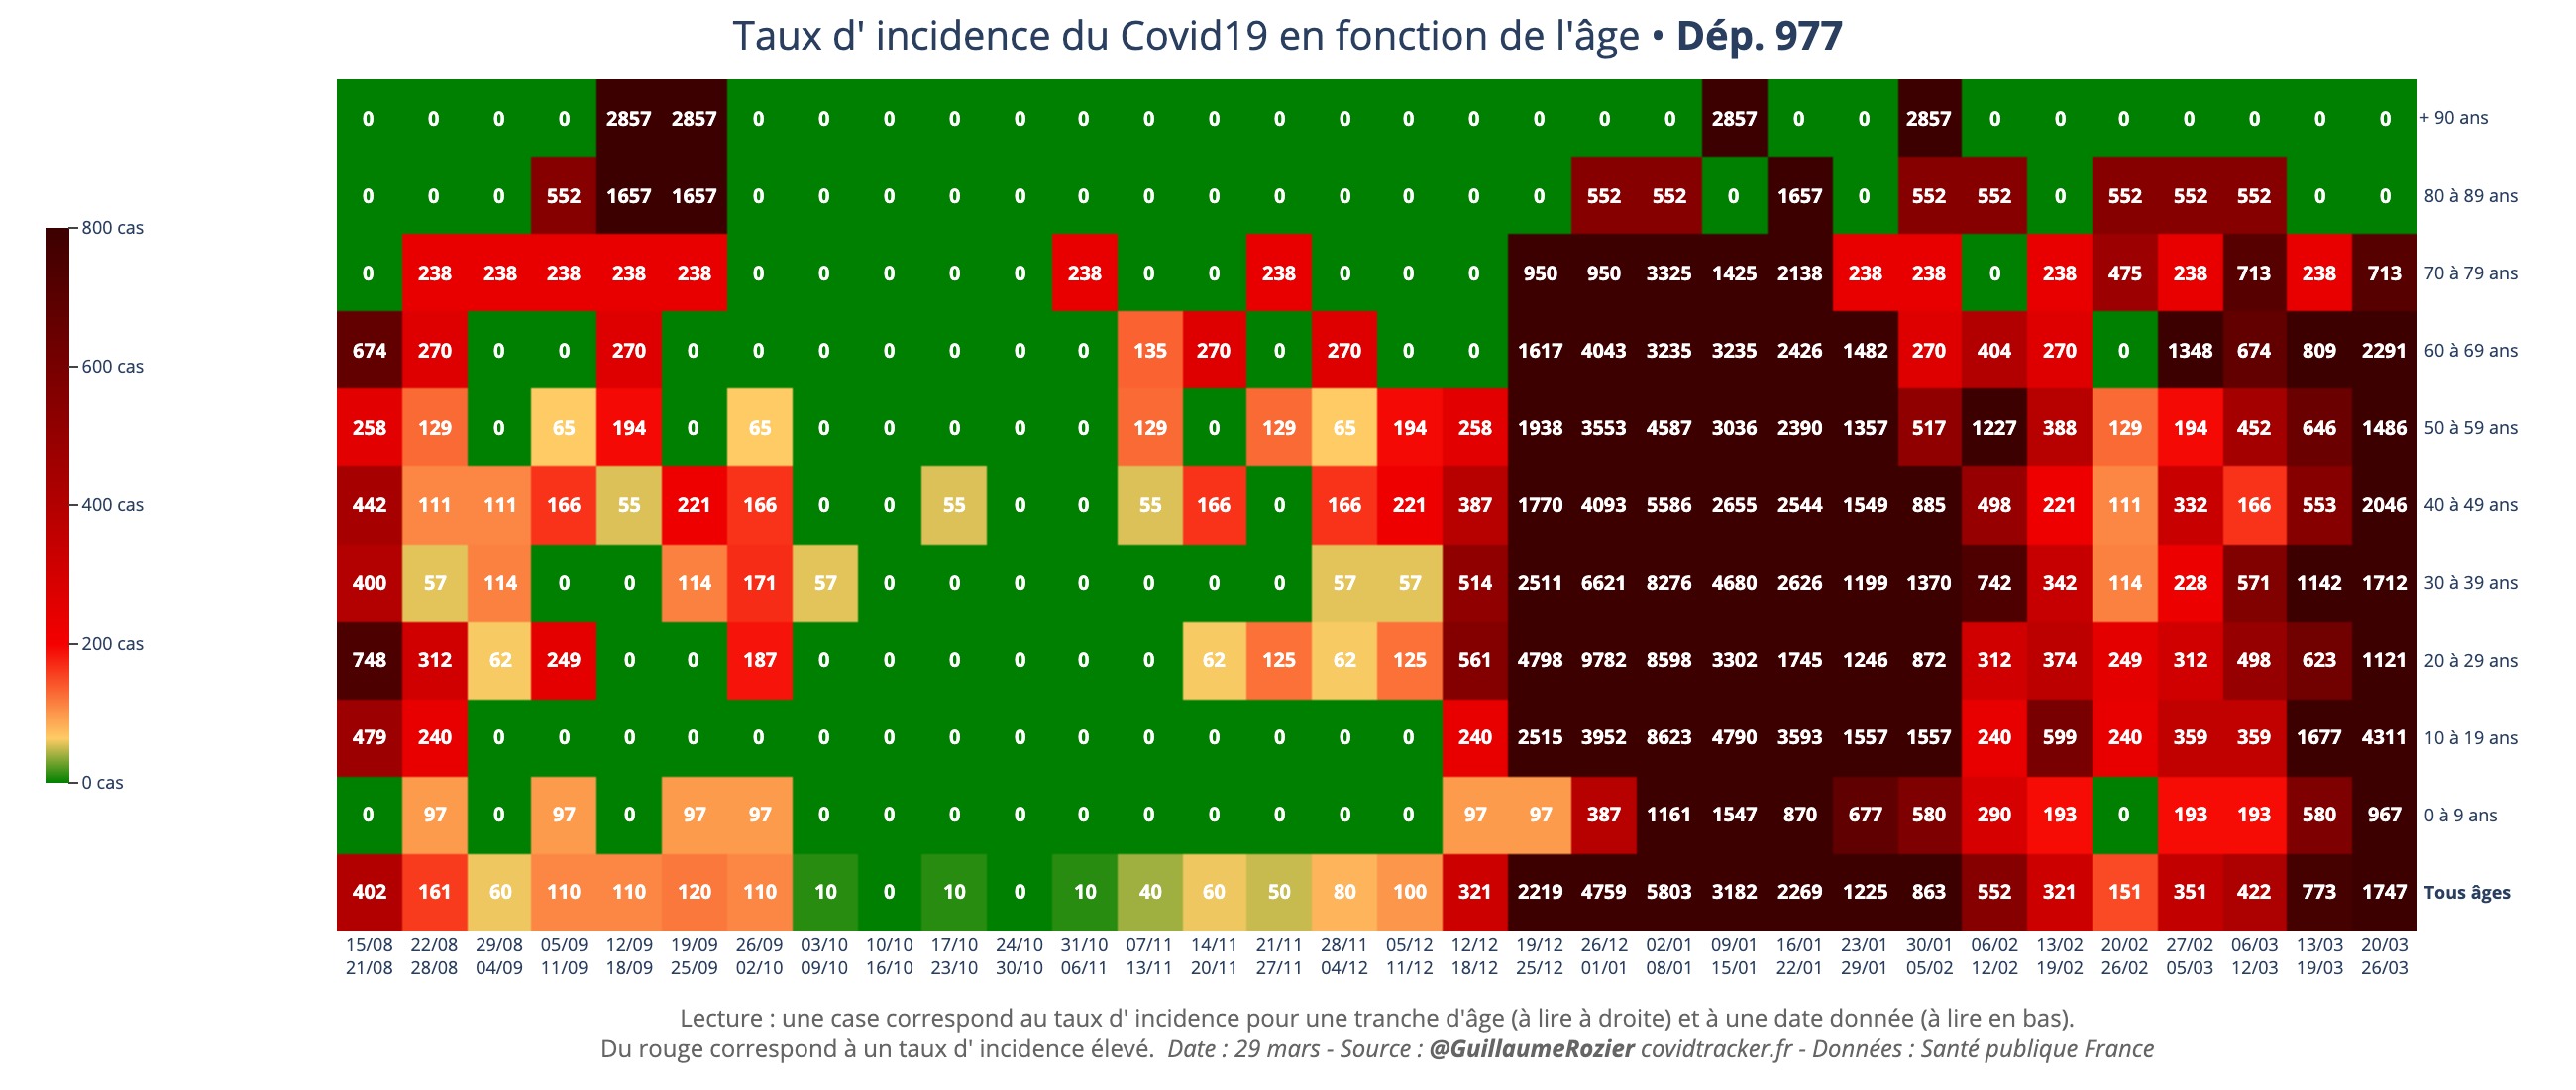 Taux d' incidence du Covid19 en fonction de l'âge • Dép. 977
800 cas
600 cas
400 cas
200 cas
0 cas
0 0 0 0 2857 2857 0 0 0 0 0 0 0 0 0 0 0 0 0 0 0 2857 0 0 2857 0 0 0 0 0 0 0 + 90 ans
0 0 0 552 1657 1657 0 0 0 0 0 0 0 0 0 0 0 0 0 552 552 0 1657 0 552 552 0 552 552 552 0 0 80 à 89 ans
0 238 238 238 238 238 0 0 0 0 0 238 0 0 238 0 0 0 950 950 3325 1425 2138 238 238 0 238 475 238 713 238 713 70 à 79 ans
674 270 0 0 270 0 0 0 0 0 0 0 135 270 0 270 0 0 1617 4043 3235 3235 2426 1482 270 404 270 0 1348 674 809 2291 60 à 69 ans
258 129 0 65 194 0 65 0 0 0 0 0 129 0 129 65 194 258 1938 3553 4587 3036 2390 1357 517 1227 388 129 194 452 646 1486 50 à 59 ans
442 111 111 166 55 221 166 0 0 55 0 0 55 166 0 166 221 387 1770 4093 5586 2655 2544 1549 885 498 221 111 332 166 553 2046 40 à 49 ans
400 57 114 0 0 114 171 57 0 0 0 0 0 0 0 57 57 514 2511 6621 8276 4680 2626 1199 1370 742 342 114 228 571 1142 1712 30 à 39 ans
748 312 62 249 0 0 187 0 0 0 0 0 0 62 125 62 125 561 4798 9782 8598 3302 1745 1246 872 312 374 249 312 498 623 1121 20 à 29 ans
479 240 0 0 0 0 0 0 0 0 0 0 0 0 0 0 0 240 2515 3952 8623 4790 3593 1557 1557 240 599 240 359 359 1677 4311 10 à 19 ans
0 97 0 97 0 97 97 0 0 0 0 0 0 0 0 0 0 97 97 387 1161 1547 870 677 580 290 193 0 193 193 580 967 0 à 9 ans
402 161 60 110 110 120 110 10 0 10 0 10 40 60 50 80 100 321 2219 4759 5803 3182 2269 1225 863 552 321 151 351 422 773 1747 Tous âges
15/08 22/08 29/08 05/09 12/09 19/09 26/09 03/10 10/10 17/10 24/10 31/10 07/11 14/11 21/11 28/11 05/12 12/12 19/12 26/12 02/01 09/01 16/01 23/01 30/01 06/02 13/02 20/02 27/02 06/03 13/03 20/03
21/08 28/08 04/09 11/09 18/09 25/09 02/10 09/10 16/10 23/10 30/10 06/11 13/11 20/11 27/11 04/12 11/12 18/12 25/12 01/01 08/01 15/01 22/01 29/01 05/02 12/02 19/02 26/02 05/03 12/03 19/03 26/03
Lecture : une case correspond au taux d' incidence pour une tranche d'âge (à lire à droite) et à une date donnée (à lire en bas).
Du rouge correspond à un taux d' incidence élevé. Date : 29 mars - Source : @GuillaumeRozier covidtracker.fr - Données : Santé publique France